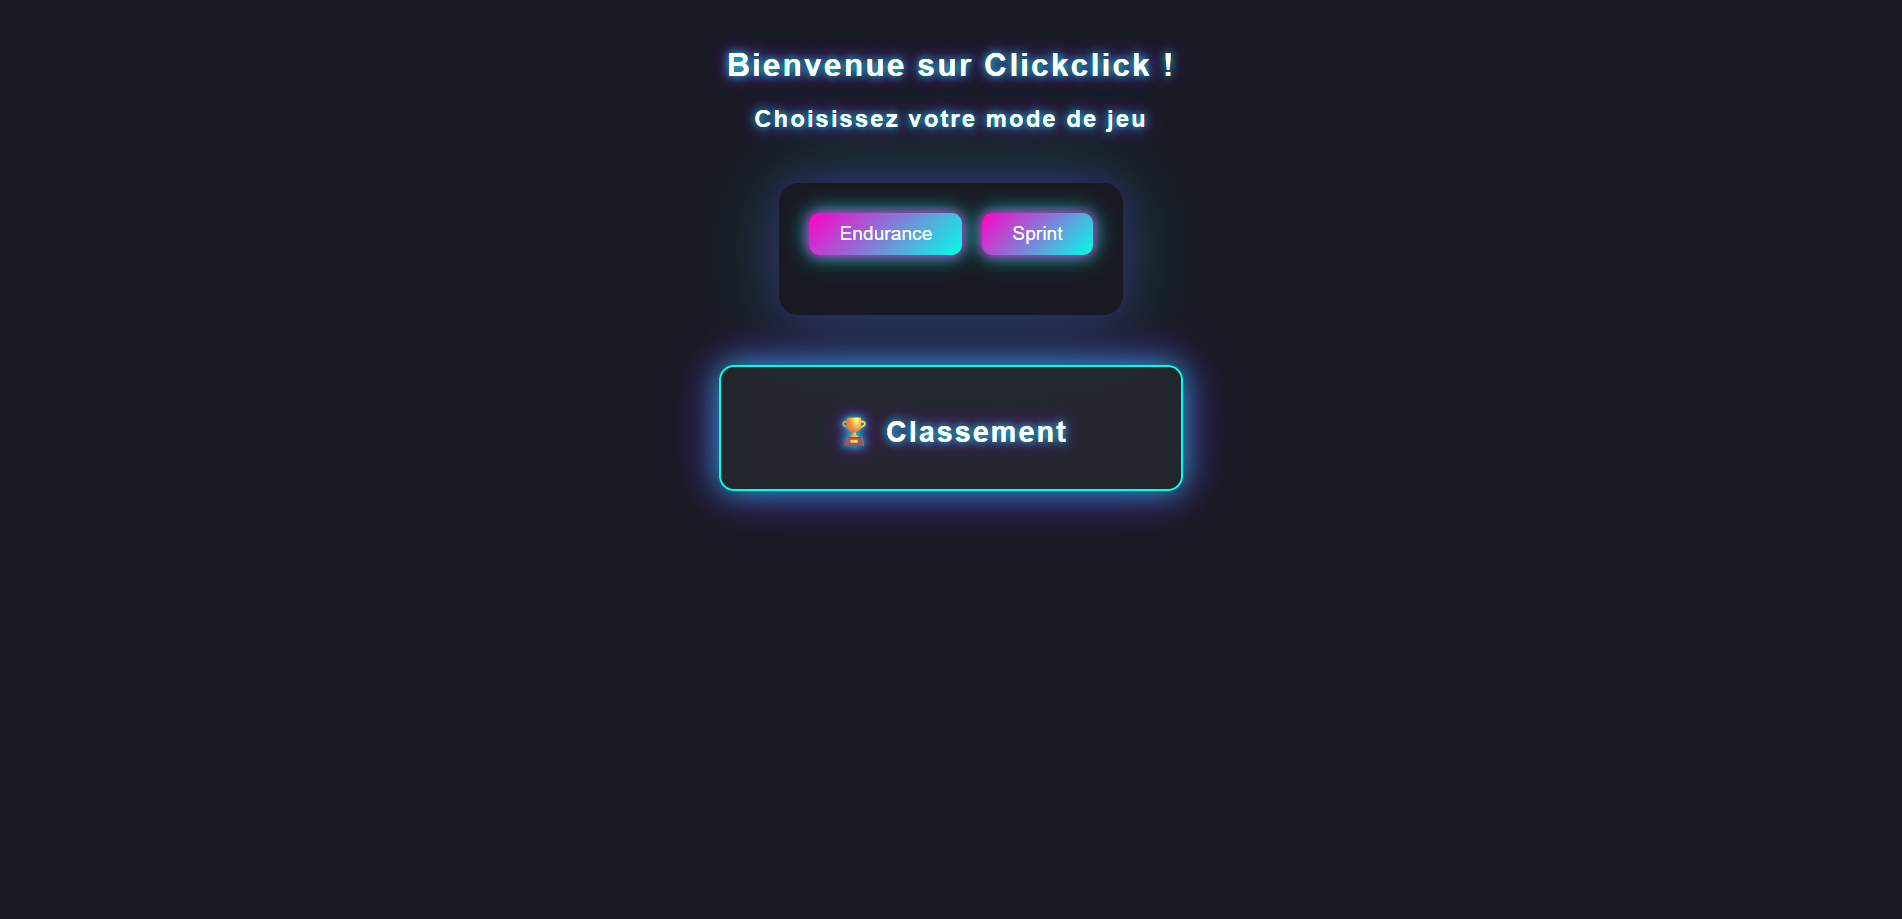 Bienvenue sur Clickclick !
Choisissez votre mode de jeu
Endurance Sprint
🏆 Classement